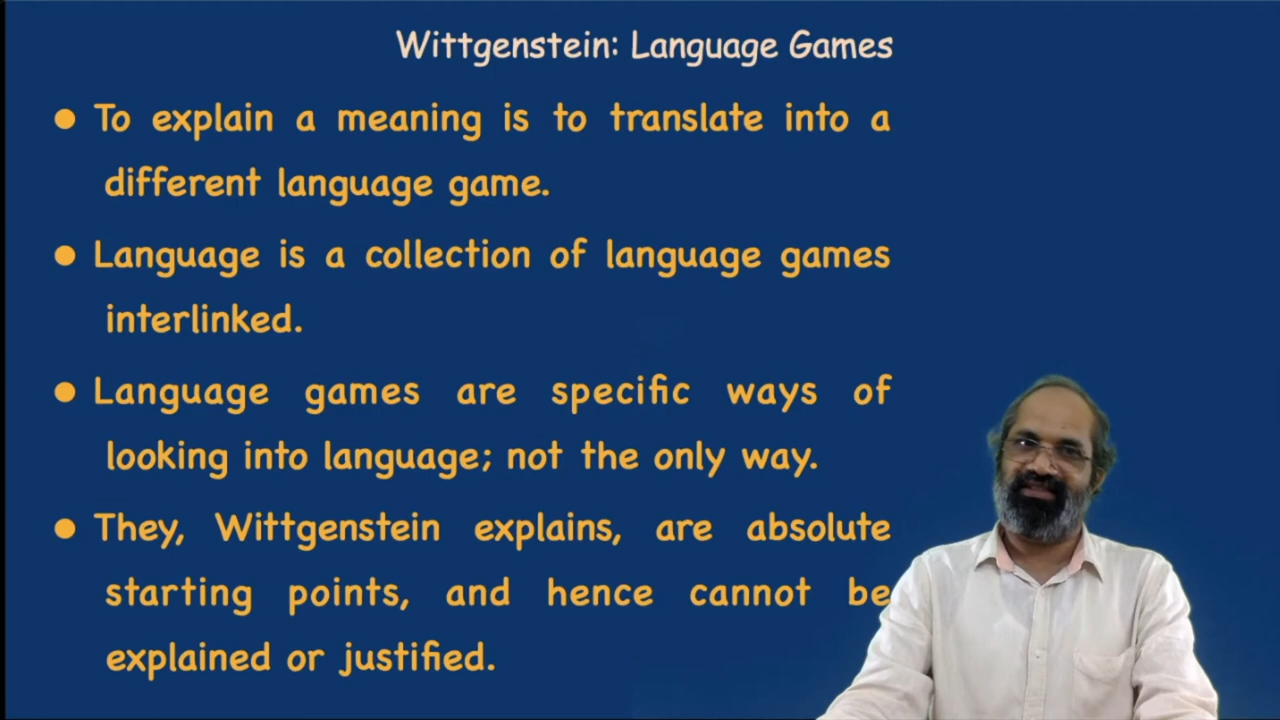 Wittgenstein: Language Games
● To explain a meaning is to translate into a
different language game.
● Language is a collection of language games
interlinked.
● Language games are specific ways of
looking into language; not the only way.
● They, Wittgenstein explains, are absolute
starting points, and hence cannot be
explained or justified.